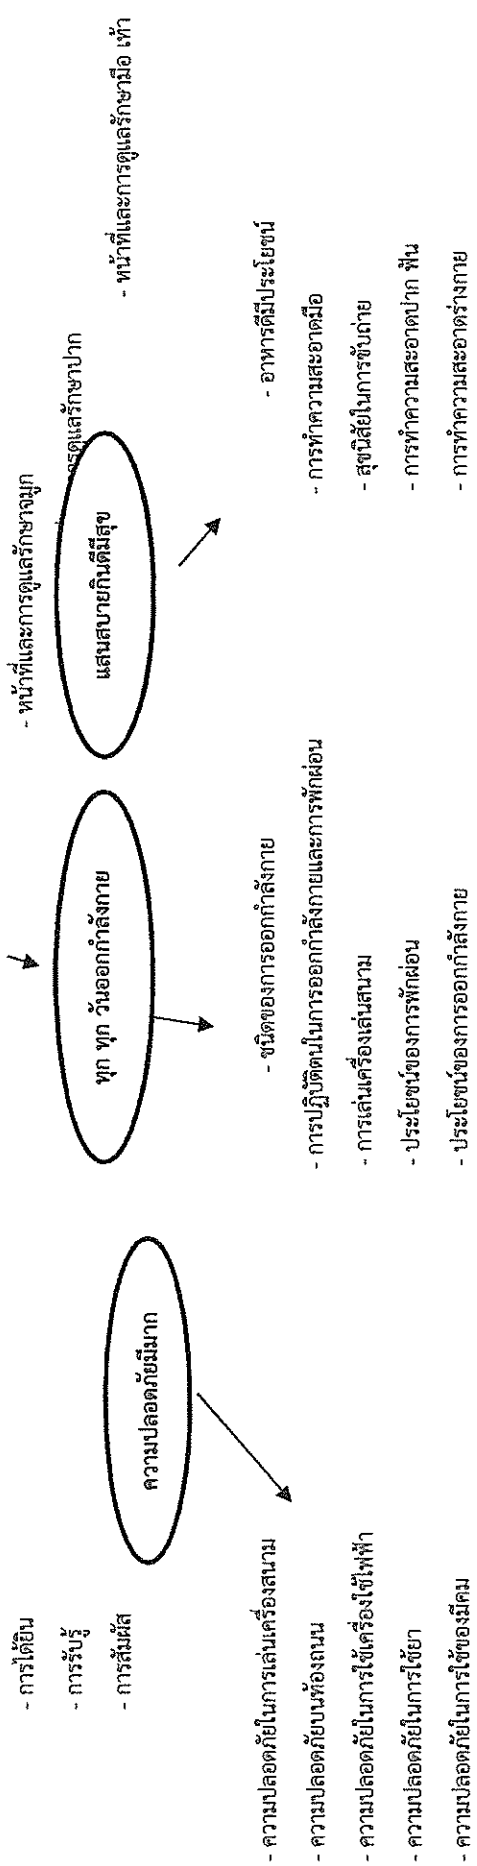 - การได้ยิน
- การรับรู้
- การสัมผัส
- หน้าที่และการดูแลรักษาจมูก
การดูแลรักษาปาก
- หน้าที่และการดูแลรักษามือ เท้า
ความปลอดภัยมีมาก
- ความปลอดภัยในการเล่นเครื่องสนาม
- ความปลอดภัยบนท้องถนน
- ความปลอดภัยในการใช้เครื่องใช้ไฟฟ้า
- ความปลอดภัยในการใช้ยา
- ความปลอดภัยในการใช้ของมีคม
ทุก ทุก วันออกกำลังกาย
- ชนิดของการออกกำลังกาย
- การปฏิบัติตนในการออกกำลังกายและการพักผ่อน
- การเล่นเครื่องเล่นสนาม
- ประโยชน์ของการพักผ่อน
- ประโยชน์ของการออกกำลังกาย
แสนสบายกินดีมีสุข
- อาหารดีมีประโยชน์
- การทำความสะอาดมือ
- สุขนิสัยในการขับถ่าย
- การทำความสะอาดปาก ฟัน
- การทำความสะอาดร่างกาย